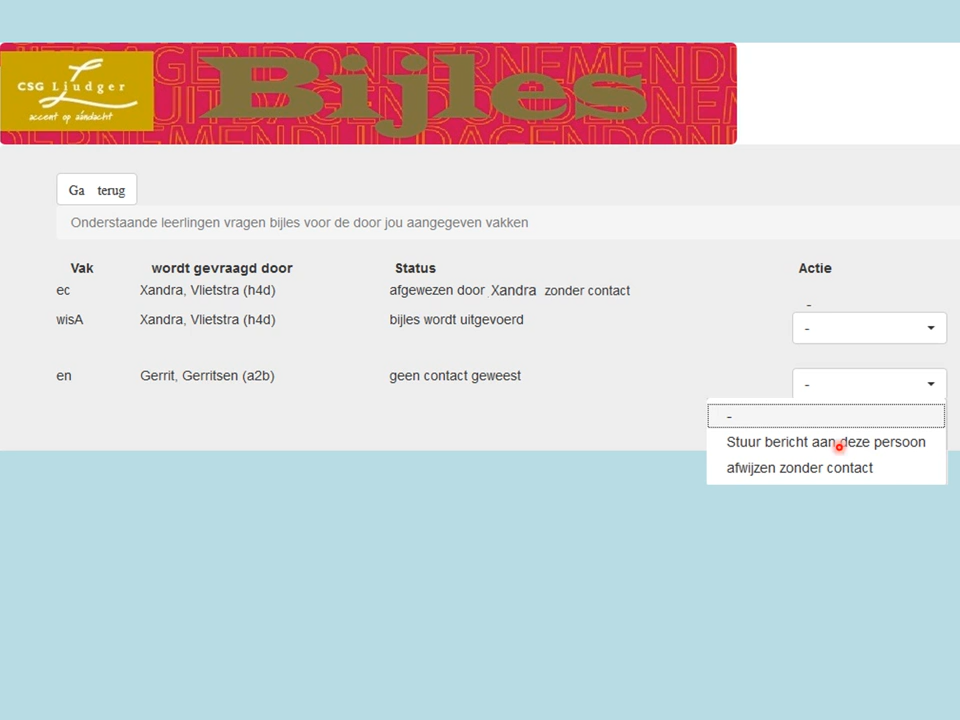 CSG Liudger
accent op aandacht
Bijles
Ga terug
Onderstaande leerlingen vragen bijles voor de door jou aangegeven vakken
Vak wordt gevraagd door Status Actie
ec Xandra, Vlietstra (h4d) afgewezen door Xandra zonder contact -
wisA Xandra, Vlietstra (h4d) bijles wordt uitgevoerd -
en Gerrit, Gerritsen (a2b) geen contact geweest -
-
Stuur bericht aan deze persoon
afwijzen zonder contact